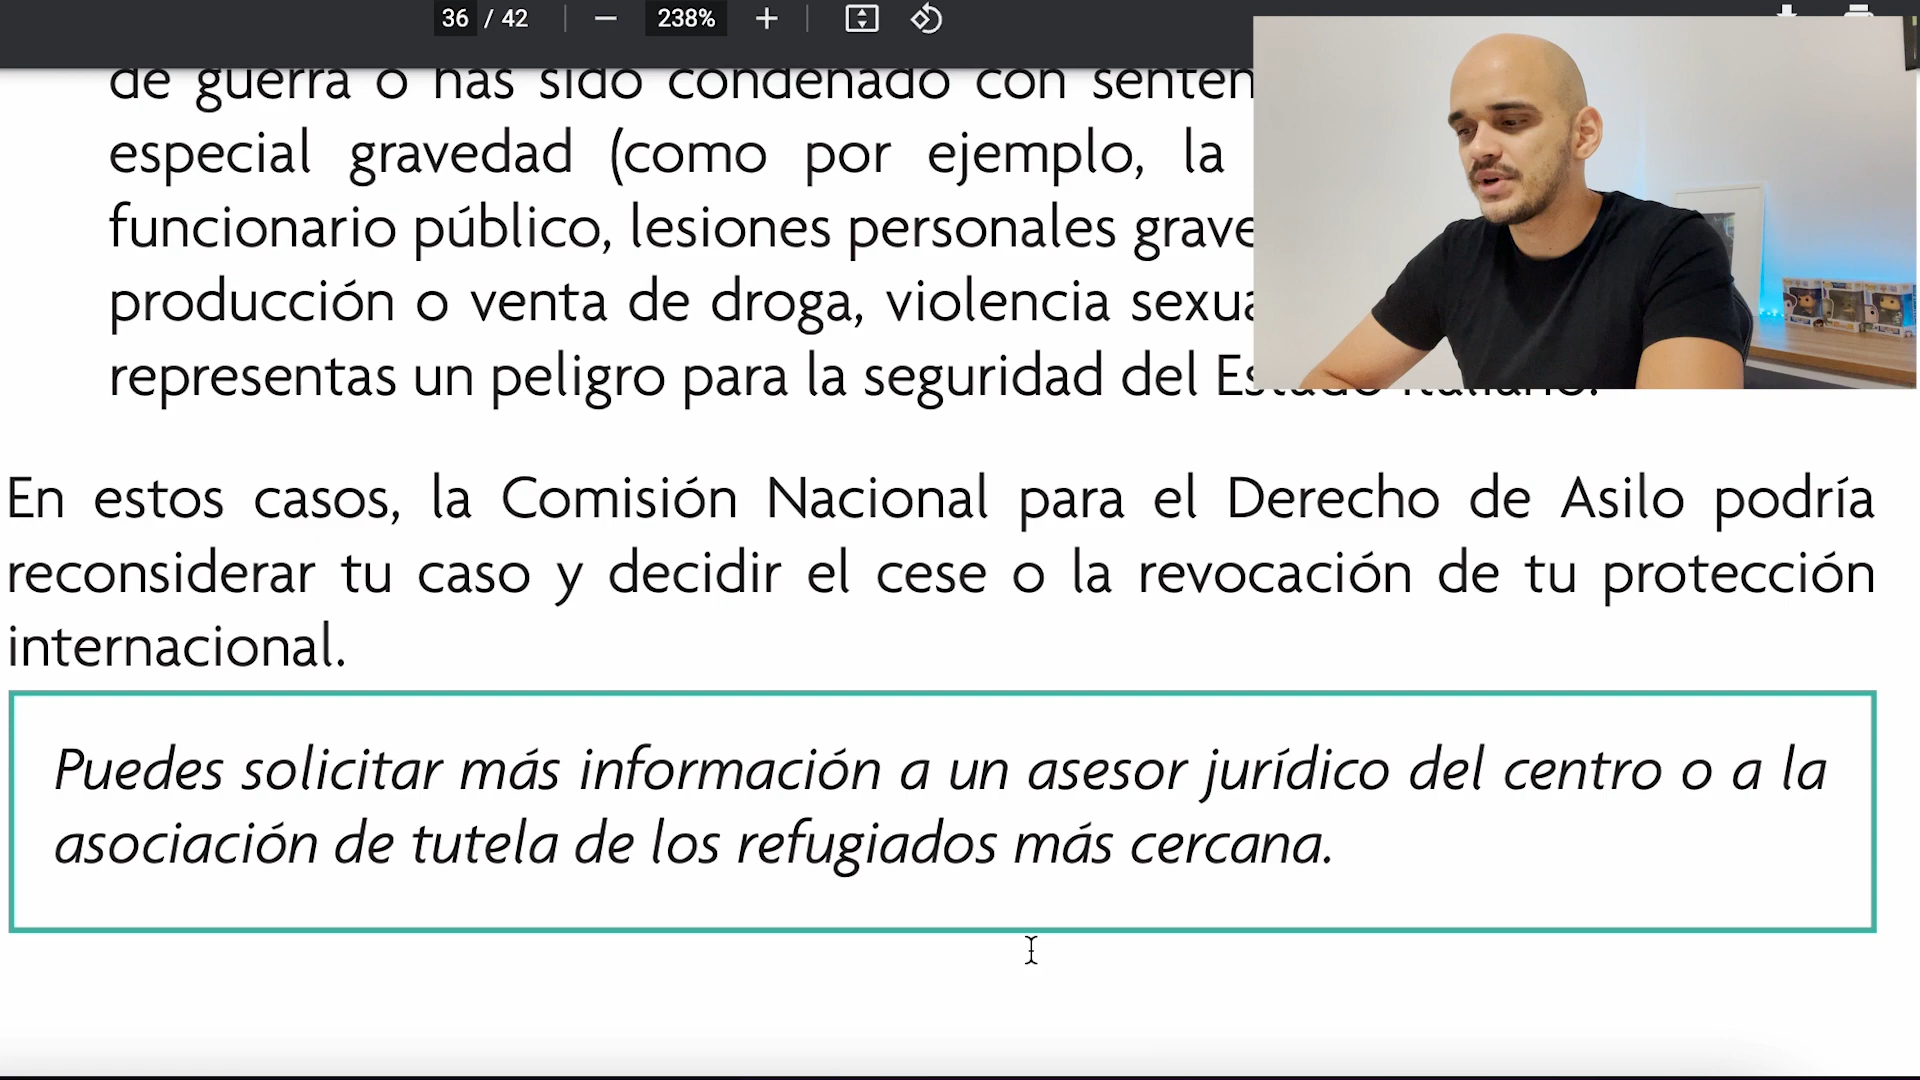 36 / 42
238%
de guerra o has sido condenado con
especial gravedad (como por ejemplo, la
funcionario público, lesiones personales
producción o venta de droga, violencia
representas un peligro para la seguridad del Estado Italiano.
En estos casos, la Comisión Nacional para el Derecho de Asilo podría
reconsiderar tu caso y decidir el cese o la revocación de tu protección
internacional.
Puedes solicitar más información a un asesor jurídico del centro o a la
asociación de tutela de los refugiados más cercana.